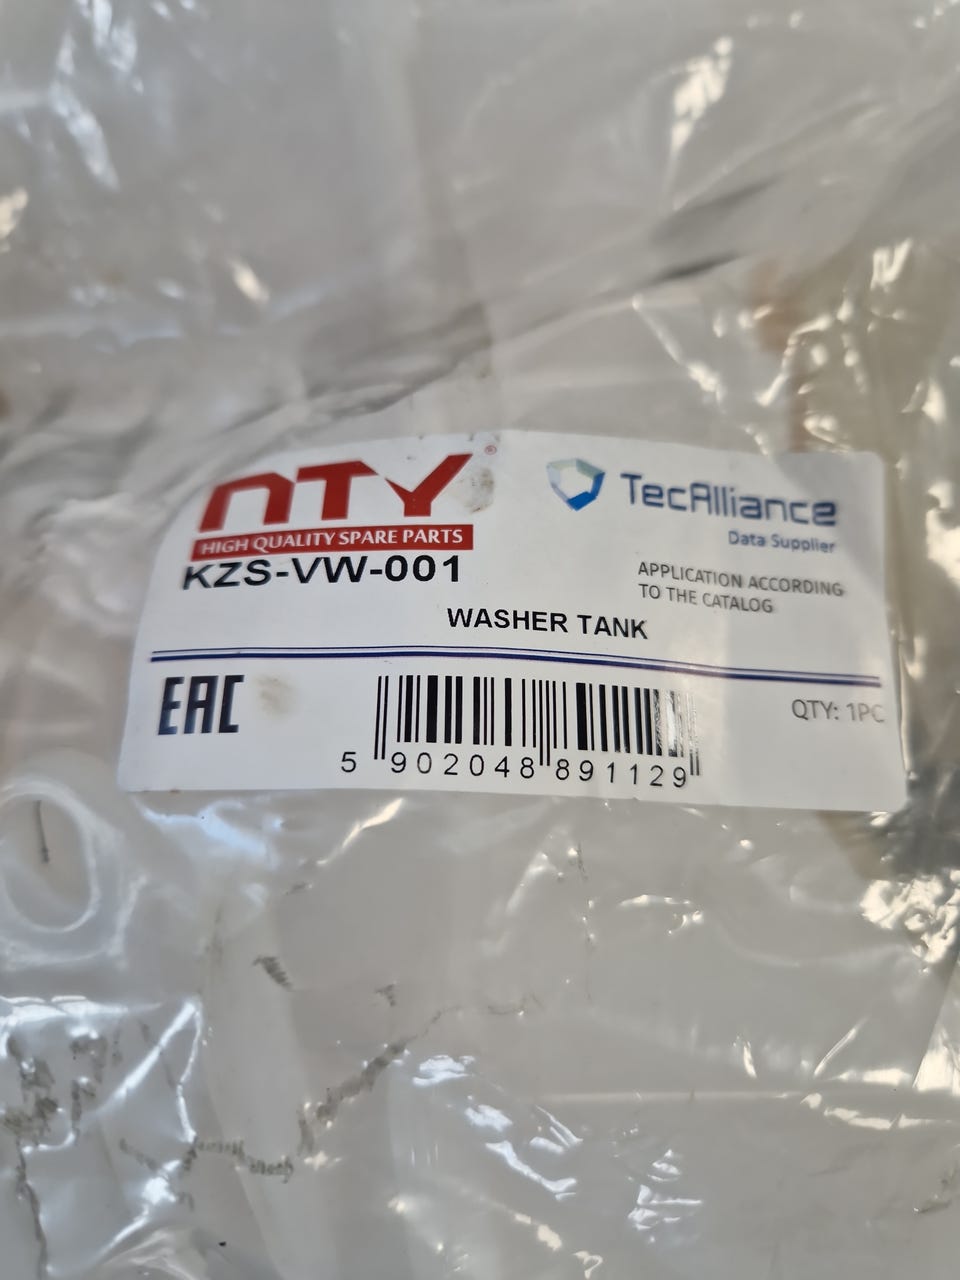 NTY®
HIGH QUALITY SPARE PARTS
KZS-VW-001
TecAlliance
Data Supplier
APPLICATION ACCORDING
TO THE CATALOG
WASHER TANK
EAC
QTY: 1PC
5 902048 891129